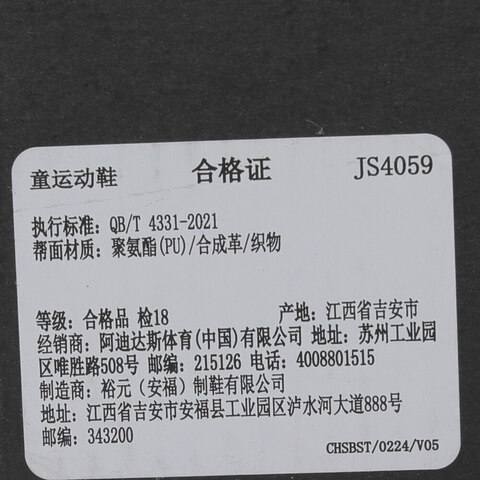 童运动鞋 合格证 JS4059
执行标准: QB/T 4331-2021
帮面材质: 聚氨酯(PU)/合成革/织物
等级: 合格品 检18 产地: 江西省吉安市
经销商: 阿迪达斯体育(中国)有限公司 地址: 苏州工业园
区唯胜路508号 邮编: 215126 电话: 4008801515
制造商: 裕元（安福）制鞋有限公司
地址: 江西省吉安市安福县工业园区泸水河大道888号
邮编: 343200
CHSBST/0224/V05